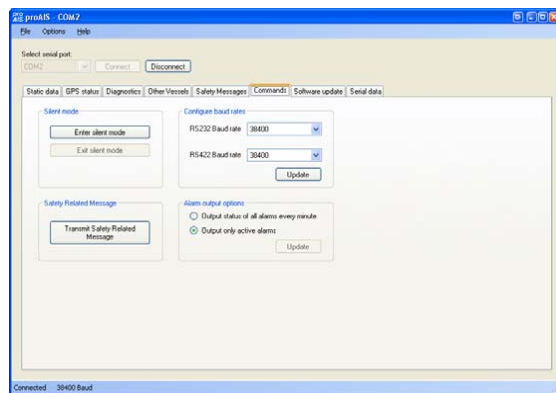 pro AIS proAIS - COM2
File Options Help
Select serial port:
COM2 Connect Disconnect
Static data GPS status Diagnostics Other Vessels Safety Messages Commands Software update Serial data
Silent mode
Enter silent mode
Exit silent mode
Configure baud rates
RS232 Baud rate 38400
RS422 Baud rate 38400
Update
Safety Related Message
Transmit Safety Related
Message
Alarm output options
Output status of all alarms every minute
Output only active alarms
Update
Connected 38400 Baud